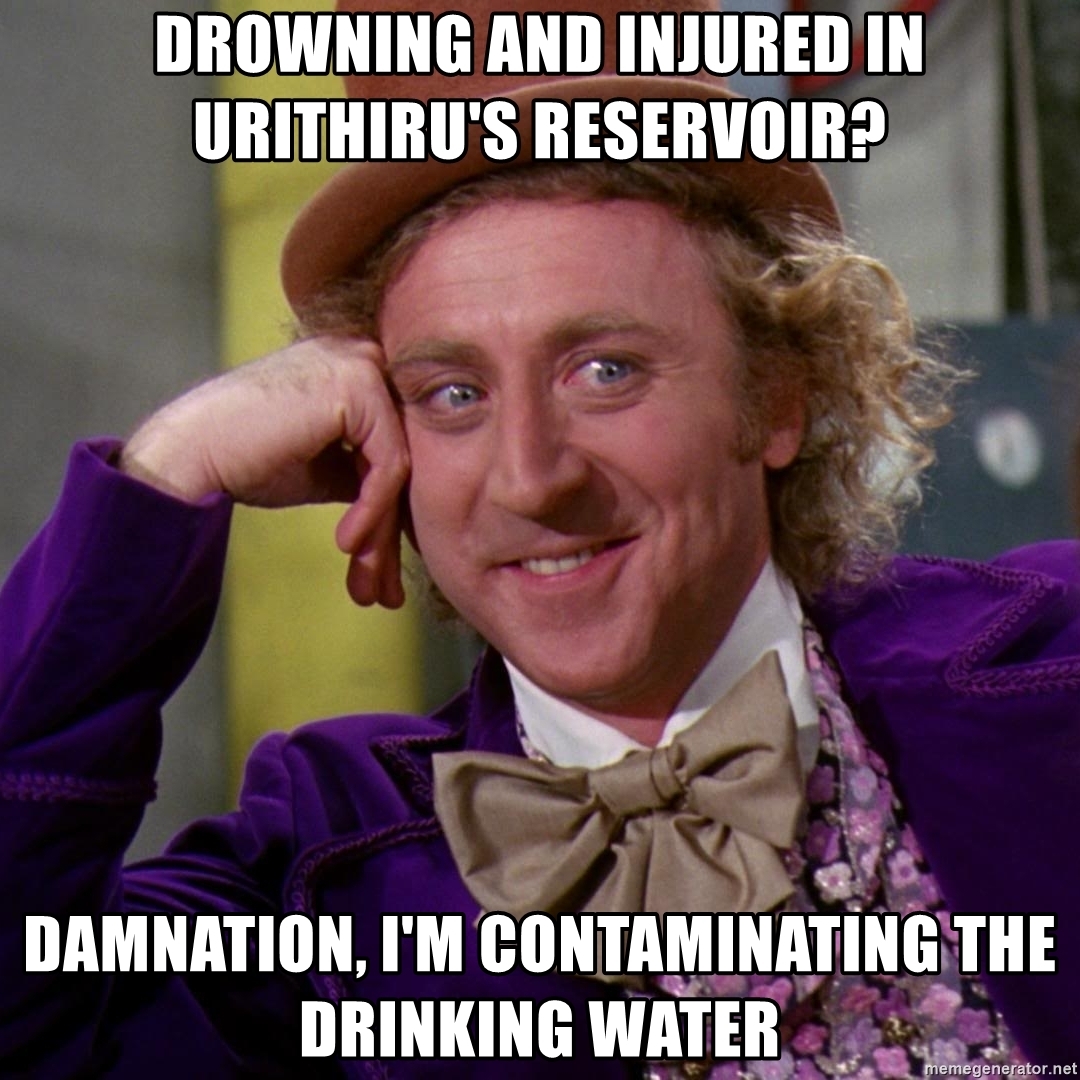 DROWNING AND INJURED IN
URITHIRU'S RESERVOIR?
DAMNATION, I'M CONTAMINATING THE
DRINKING WATER
memegenerator.net